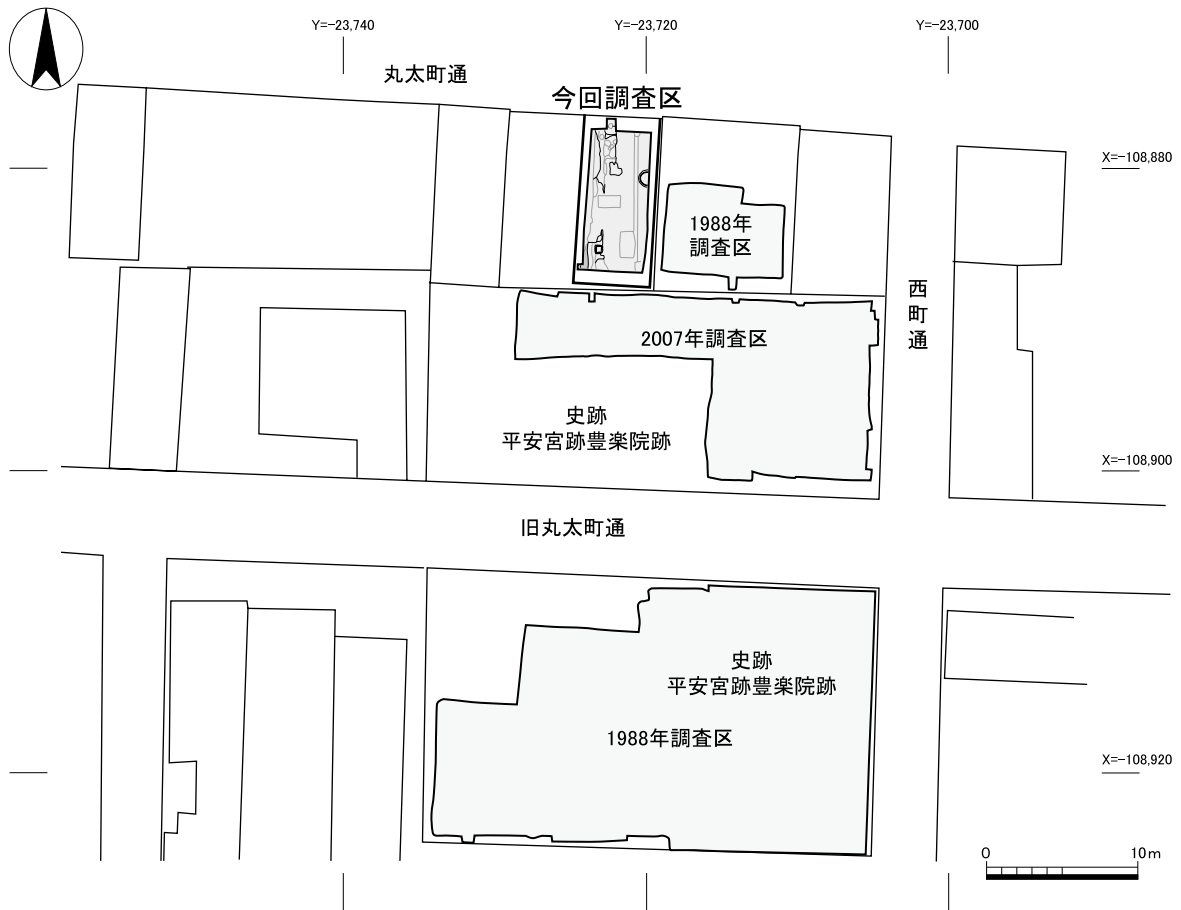 Y=-23,740
Y=-23,720
Y=-23,700
丸太町通
今回調査区
X=-108,880
1988年
調査区
西町通
2007年調査区
史跡
平安宮跡豊楽院跡
X=-108,900
旧丸太町通
史跡
平安宮跡豊楽院跡
1988年調査区
X=-108,920
0
10m